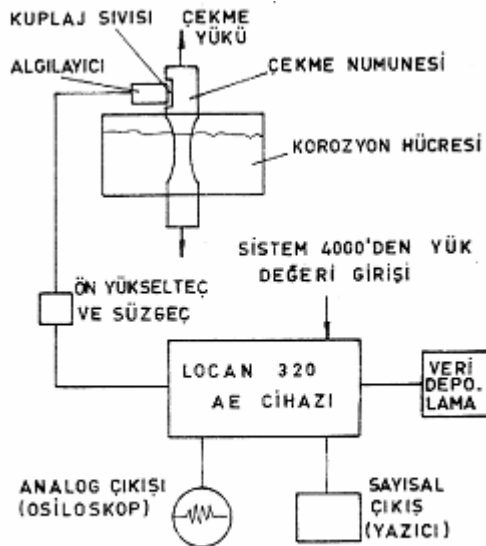 KUPLAJ SIVISI
ALGILAYICI
ÇEKME
YÜKÜ
ÇEKME NUMUNESİ
KOROZYON HÜCRESİ
SİSTEM 4000'DEN YÜK
DEĞERİ GİRİŞİ
ÖN YÜKSELTEÇ
VE SÜZGEÇ
LOCAN 320
AE CİHAZI
VERİ
DEPO.
LAMA
ANALOG ÇIKIŞI
(OSİLOSKOP)
SAYISAL
ÇIKIŞ
(YAZICI)